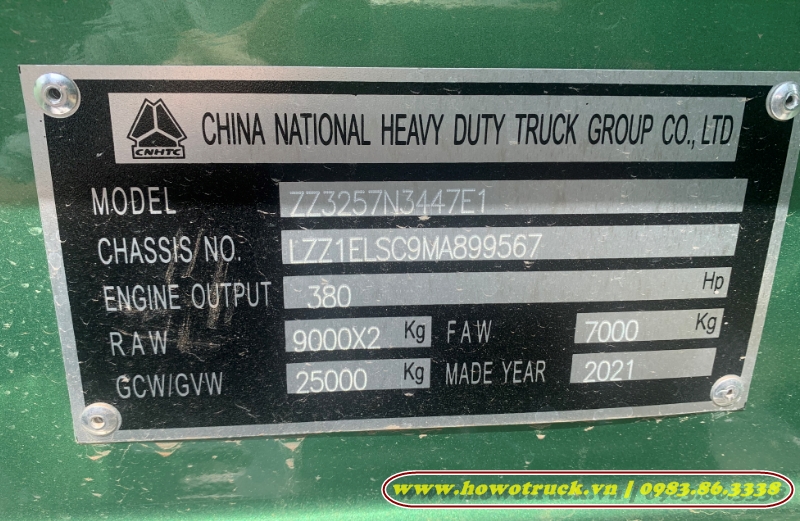 CNHTC CHINA NATIONAL HEAVY DUTY TRUCK GROUP CO., LTD
MODEL ZZ3257N3447E1
CHASSIS NO. LZZ1ELSC9MA899567
ENGINE OUTPUT 380 Hp
RAW 9000X2 Kg FAW 7000 Kg
GCW/GVW 25000 Kg MADE YEAR 2021
www.howotruck.vn / 0983.86.3338